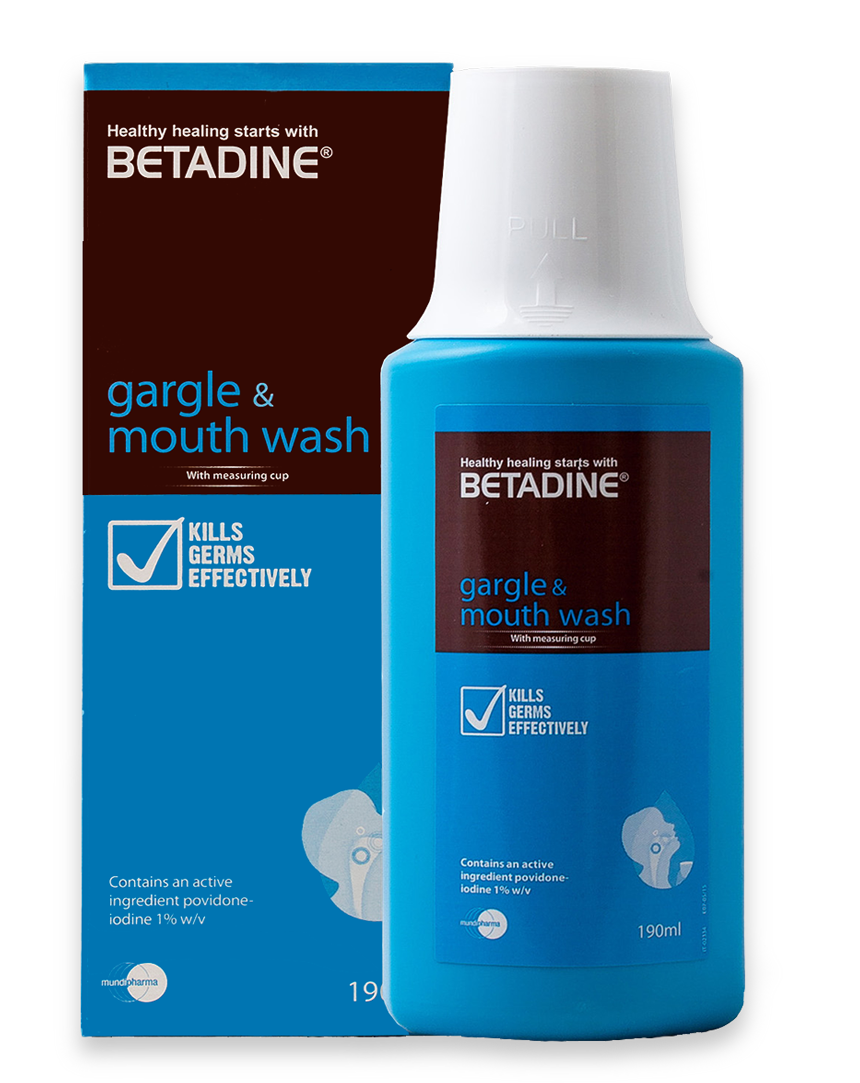 Healthy healing starts with
BETADINE®
gargle &
mouth wash
With measuring cup
KILLS
GERMS
EFFECTIVELY
Contains an active
ingredient povidone-
iodine 1% w/v
mundipharma
19
PULL
Healthy healing starts with
BETADINE®
gargle &
mouth wash
With measuring cup
KILLS
GERMS
EFFECTIVELY
Contains an active
ingredient povidone-
iodine 1% w/v
mundipharma
190ml